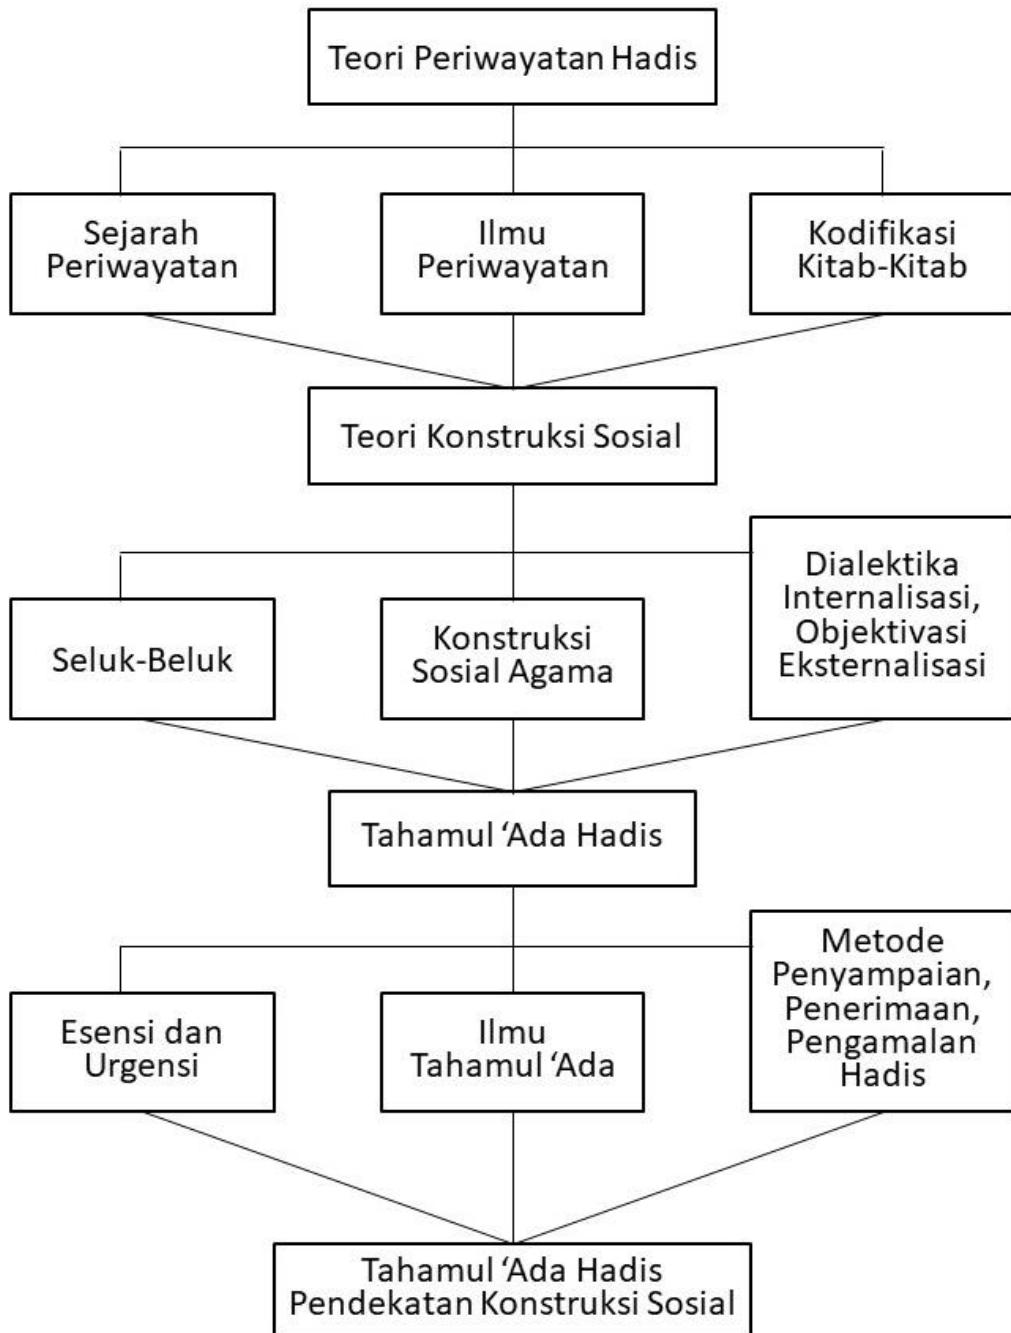 Teori Periwayatan Hadis
Sejarah
Periwayatan
Ilmu
Periwayatan
Kodifikasi
Kitab-Kitab
Teori Konstruksi Sosial
Seluk-Beluk
Konstruksi
Sosial Agama
Dialektika
Internalisasi,
Objektivasi
Eksternalisasi
Tahamul ‘Ada Hadis
Esensi dan
Urgensi
Ilmu
Tahamul ‘Ada
Metode
Penyampaian,
Penerimaan,
Pengamalan
Hadis
Tahamul ‘Ada Hadis
Pendekatan Konstruksi Sosial